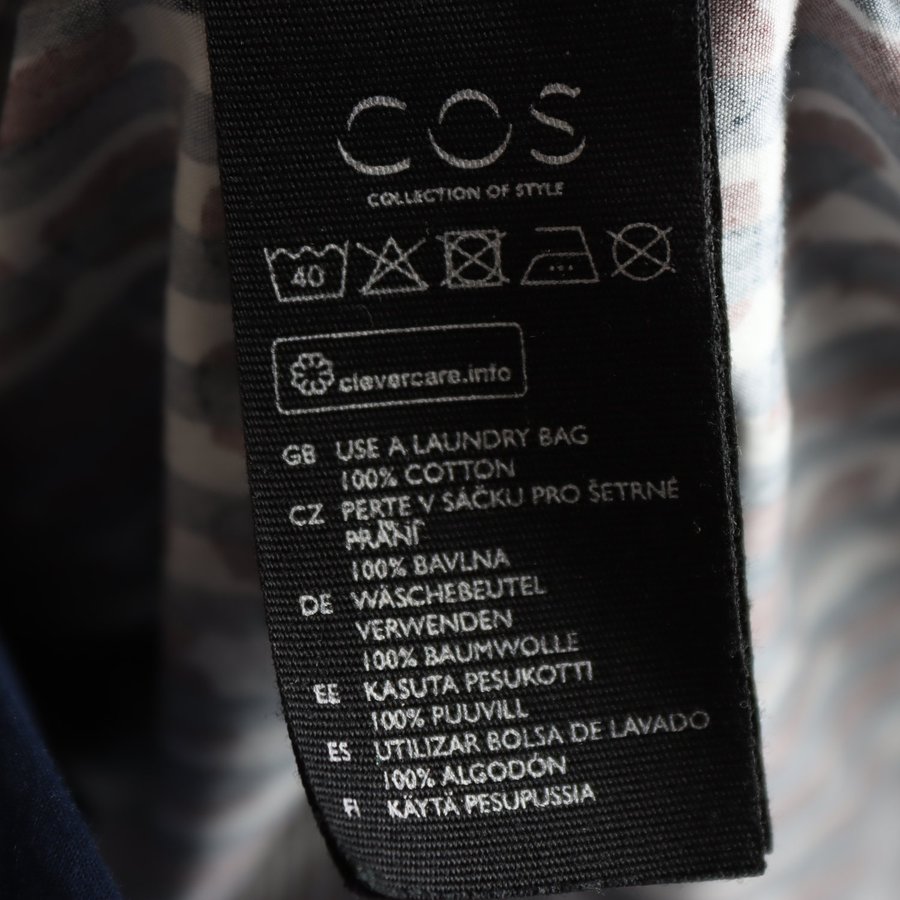 COS
COLLECTION OF STYLE
40
clevercare.info
GB USE A LAUNDRY BAG
100% COTTON
CZ PERTE V SÁČKU PRO ŠETRNÉ
PRANÍ
100% BAVLNA
DE WÄSCHEBEUTEL
VERWENDEN
100% BAUMWOLLE
EE KASUTA PESUKOTTI
100% PUUVILL
ES UTILIZAR BOLSA DE LAVADO
100% ALGODÓN
FI KÄYTÄ PESUPUSSIA